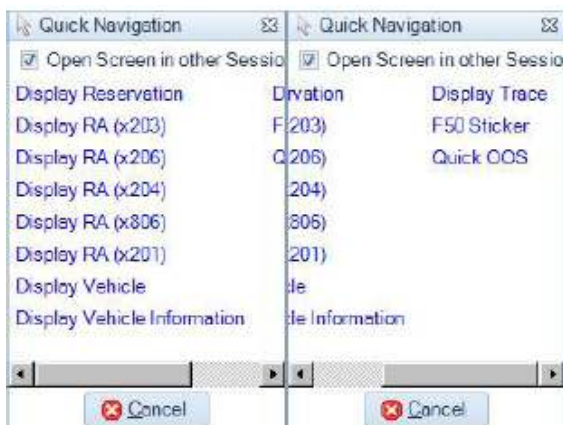 Quick Navigation
Open Screen in other Sessio
Display Reservation D
Display RA (x203) F
Display RA (x206) Q
Display RA (x204)
Display RA (x806)
Display RA (x201)
Display Vehicle
Display Vehicle Information
Cancel
Quick Navigation
Open Screen in other Sessio
rvation Display Trace
203) F50 Sticker
206) Quick OOS
204)
806)
201)
le
le Information
Cancel